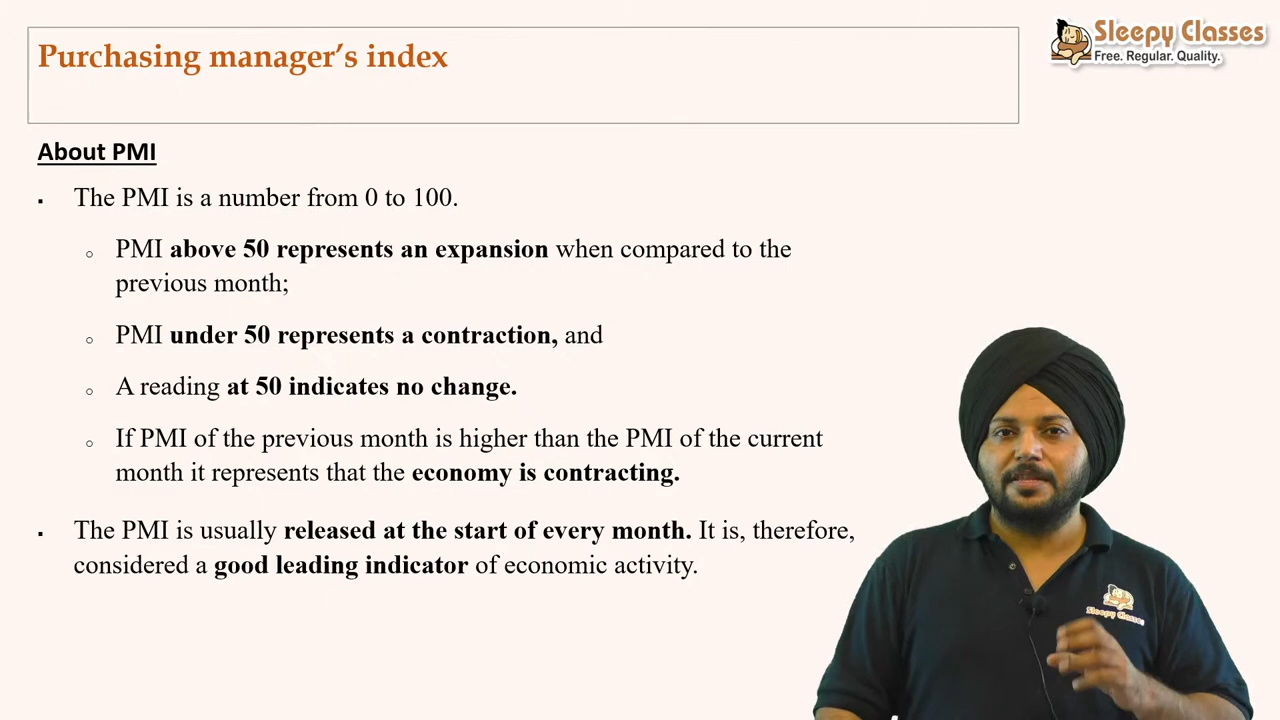 Purchasing manager’s index
Sleepy Classes
Free. Regular. Quality.
About PMI
▪ The PMI is a number from 0 to 100.
o PMI above 50 represents an expansion when compared to the
previous month;
o PMI under 50 represents a contraction, and
o A reading at 50 indicates no change.
o If PMI of the previous month is higher than the PMI of the current
month it represents that the economy is contracting.
▪ The PMI is usually released at the start of every month. It is, therefore,
considered a good leading indicator of economic activity.
Sleepy Classes